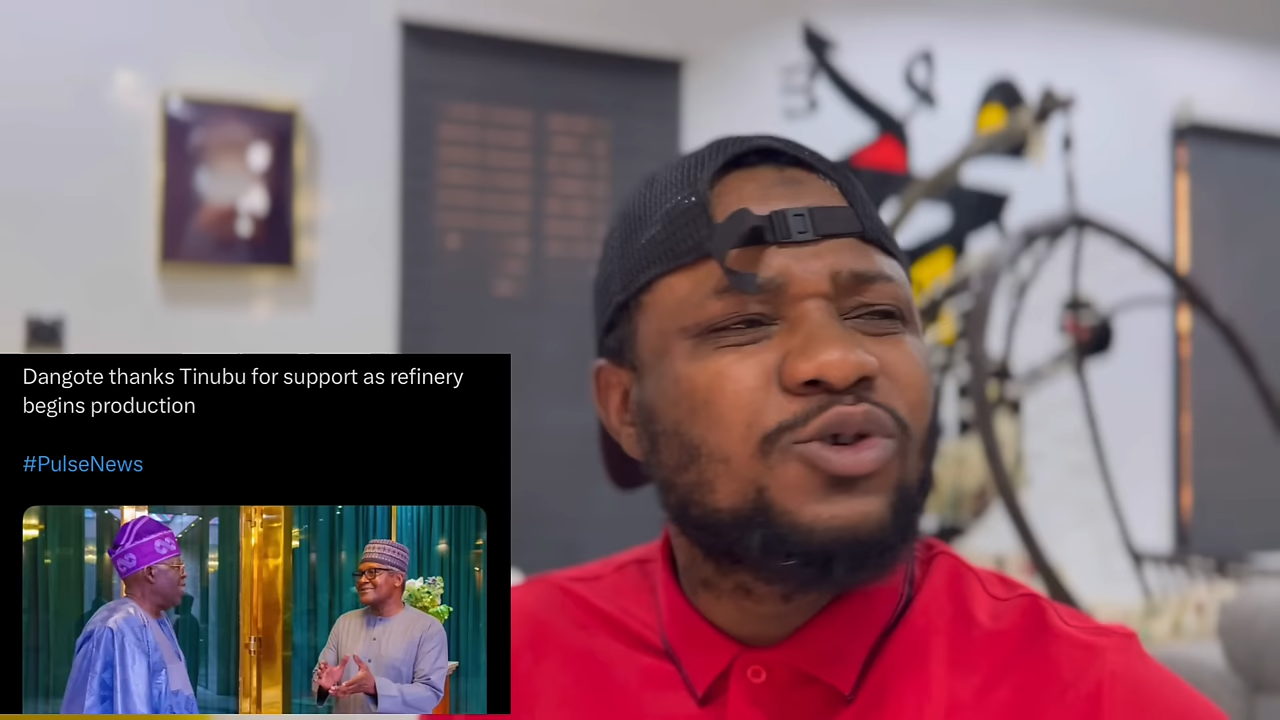 Dangote thanks Tinubu for support as refinery
begins production
#PulseNews